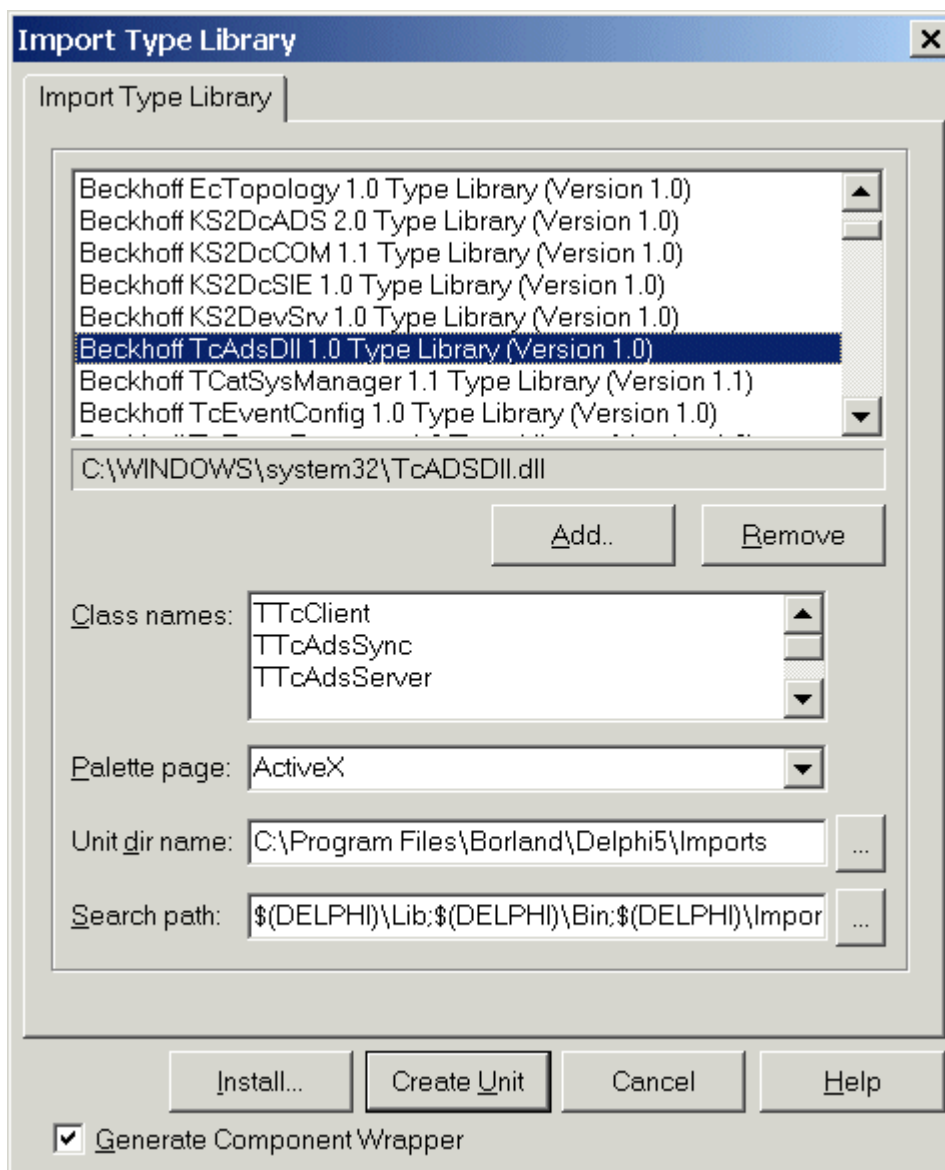 Import Type Library
Import Type Library
Beckhoff EcTopology 1.0 Type Library (Version 1.0)
Beckhoff KS2DcADS 2.0 Type Library (Version 1.0)
Beckhoff KS2DcCOM 1.1 Type Library (Version 1.0)
Beckhoff KS2DcSIE 1.0 Type Library (Version 1.0)
Beckhoff KS2DevSrv 1.0 Type Library (Version 1.0)
Beckhoff TcAdsDll 1.0 Type Library (Version 1.0)
Beckhoff TCatSysManager 1.1 Type Library (Version 1.1)
Beckhoff TcEventConfig 1.0 Type Library (Version 1.0)
C:\WINDOWS\system32\TcADSDll.dll
Add.. Remove
Class names: TTcClient
TTcAdsSync
TTcAdsServer
Palette page: ActiveX
Unit dir name: C:\Program Files\Borland\Delphi5\Imports ...
Search path: $(DELPHI)\Lib;$(DELPHI)\Bin;$(DELPHI)\Impor ...
Install... Create Unit Cancel Help
Generate Component Wrapper